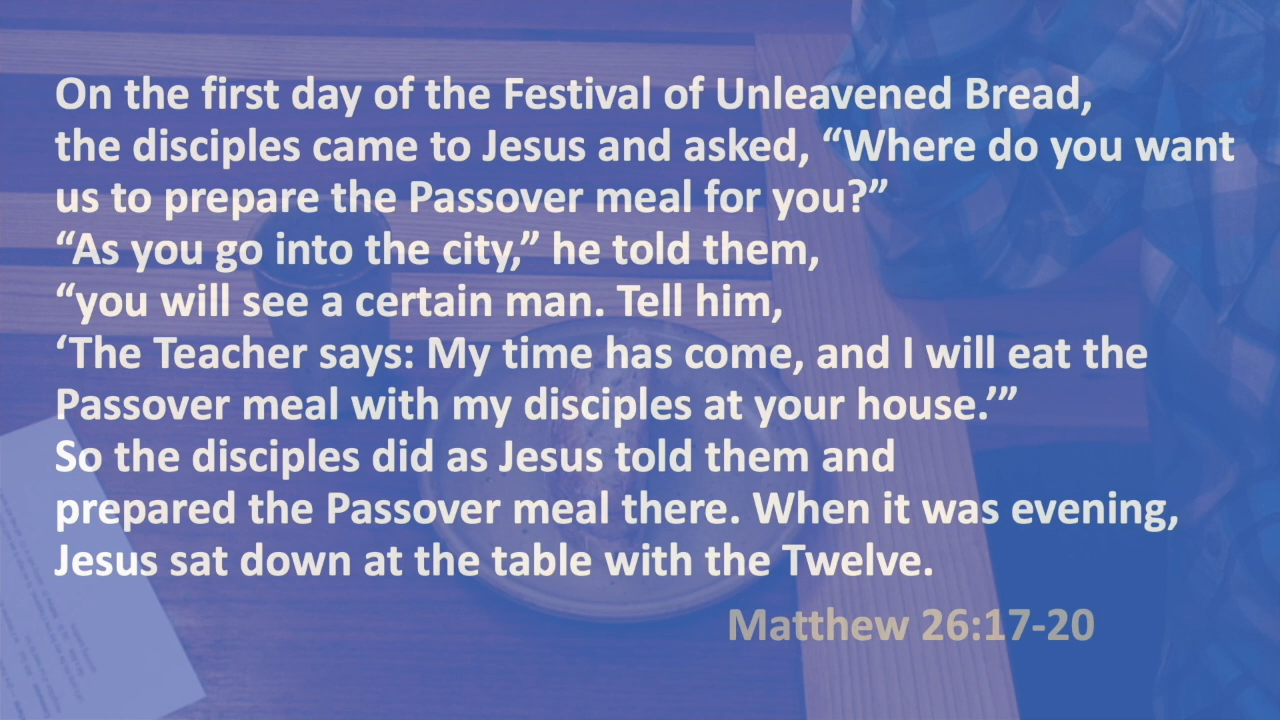 On the first day of the Festival of Unleavened Bread,
the disciples came to Jesus and asked, “Where do you want
us to prepare the Passover meal for you?”
“As you go into the city,” he told them,
“you will see a certain man. Tell him,
‘The Teacher says: My time has come, and I will eat the
Passover meal with my disciples at your house.’”
So the disciples did as Jesus told them and
prepared the Passover meal there. When it was evening,
Jesus sat down at the table with the Twelve.
Matthew 26:17-20